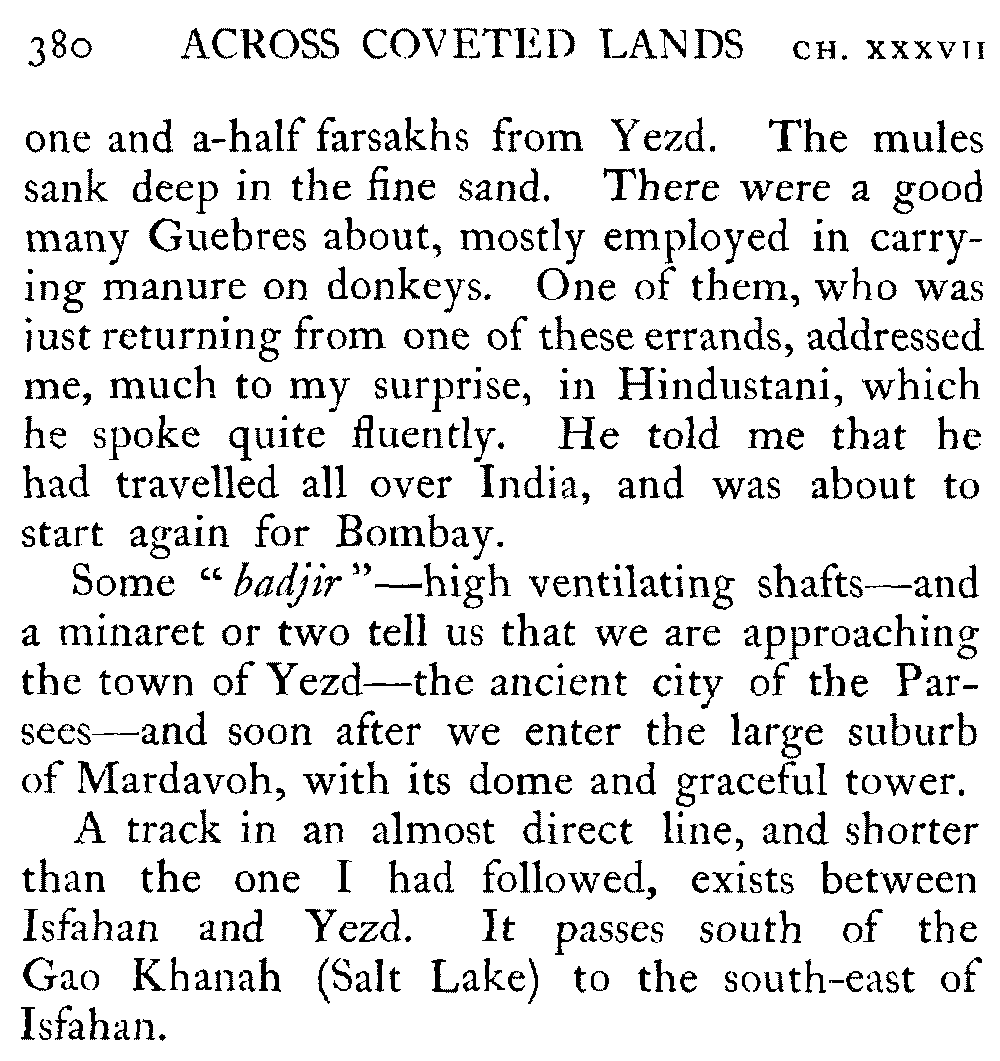 380 ACROSS COVETED LANDS CH. XXXVII
one and a-half farsakhs from Yezd. The mules
sank deep in the fine sand. There were a good
many Guebres about, mostly employed in carry-
ing manure on donkeys. One of them, who was
just returning from one of these errands, addressed
me, much to my surprise, in Hindustani, which
he spoke quite fluently. He told me that he
had travelled all over India, and was about to
start again for Bombay.
Some “badjir”—high ventilating shafts—and
a minaret or two tell us that we are approaching
the town of Yezd—the ancient city of the Par-
sees—and soon after we enter the large suburb
of Mardavoh, with its dome and graceful tower.
A track in an almost direct line, and shorter
than the one I had followed, exists between
Isfahan and Yezd. It passes south of the
Gao Khanah (Salt Lake) to the south-east of
Isfahan.